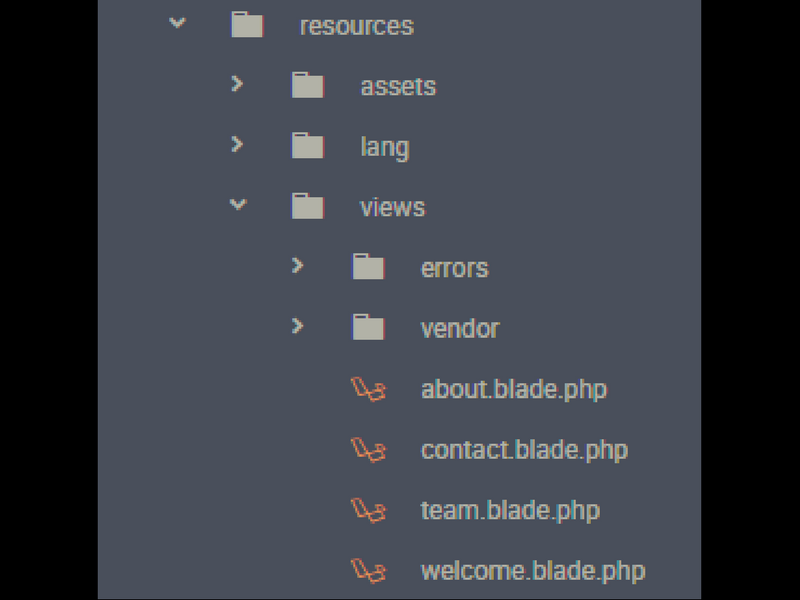 resources
assets
lang
views
errors
vendor
about.blade.php
contact.blade.php
team.blade.php
welcome.blade.php